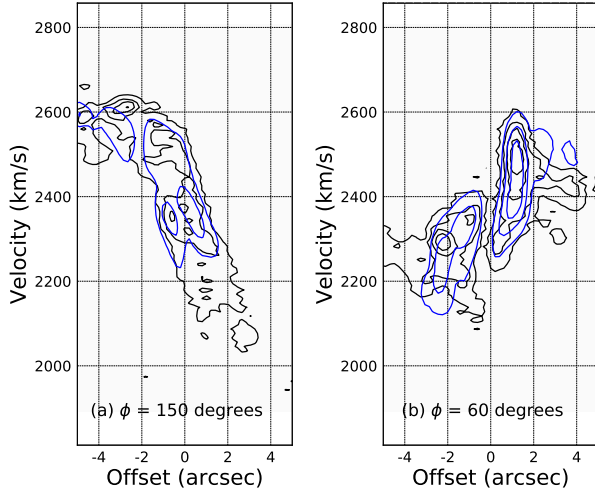 2800
2600
2400
2200
2000
Velocity (km/s)
(a) ϕ = 150 degrees
-4 -2 0 2 4
Offset (arcsec)
2800
2600
2400
2200
2000
Velocity (km/s)
(b) ϕ = 60 degrees
-4 -2 0 2 4
Offset (arcsec)